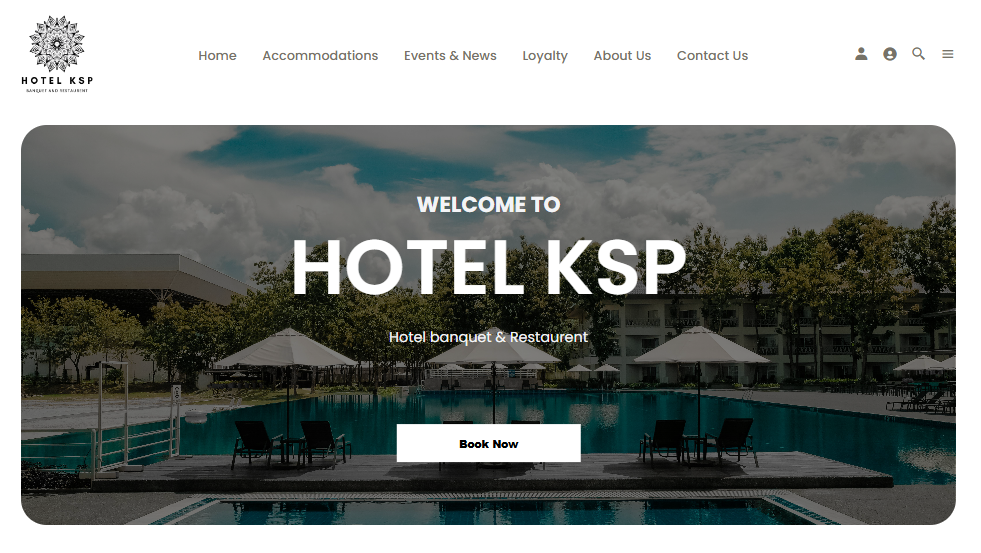 HOTEL KSP
BANQUET AND RESTAURENT
Home Accommodations Events & News Loyalty About Us Contact Us
WELCOME TO
HOTEL KSP
Hotel banquet & Restaurent
Book Now